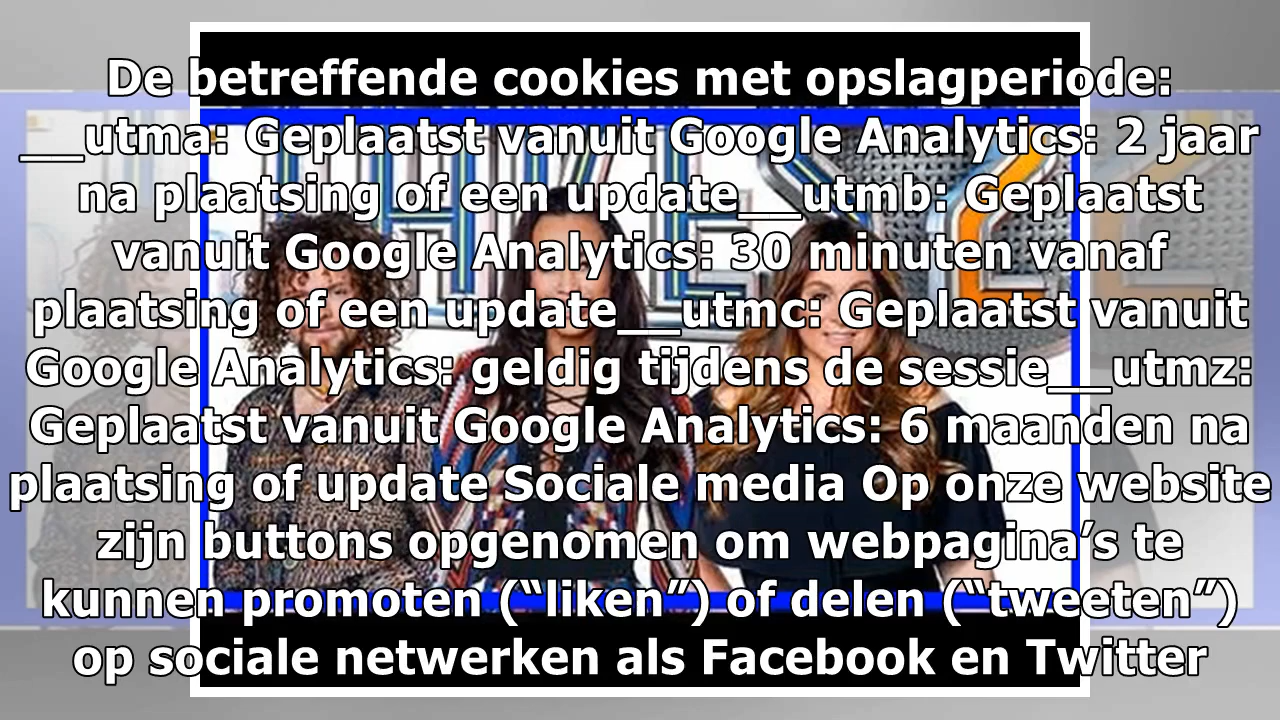 De betreffende cookies met opslagperiode:
__utma: Geplaatst vanuit Google Analytics: 2 jaar
na plaatsing of een update__utmb: Geplaatst
vanuit Google Analytics: 30 minuten vanaf
plaatsing of een update__utmc: Geplaatst vanuit
Google Analytics: geldig tijdens de sessie__utmz:
Geplaatst vanuit Google Analytics: 6 maanden na
plaatsing of update Sociale media Op onze website
zijn buttons opgenomen om webpagina’s te
kunnen promoten (“liken”) of delen (“tweeten”)
op sociale netwerken als Facebook en Twitter